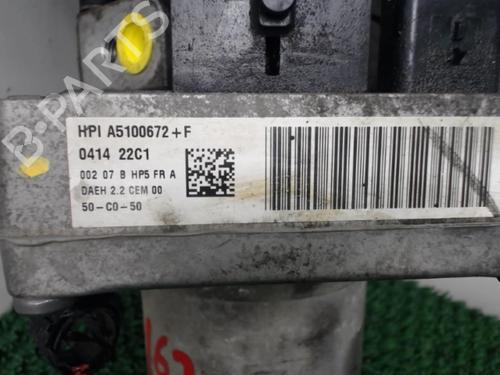 B-PARTS
HPI A5100672+F
0414 22C1
002 07 B HP5 FR A
DAEH 2.2 CEM 00
50-C0-50